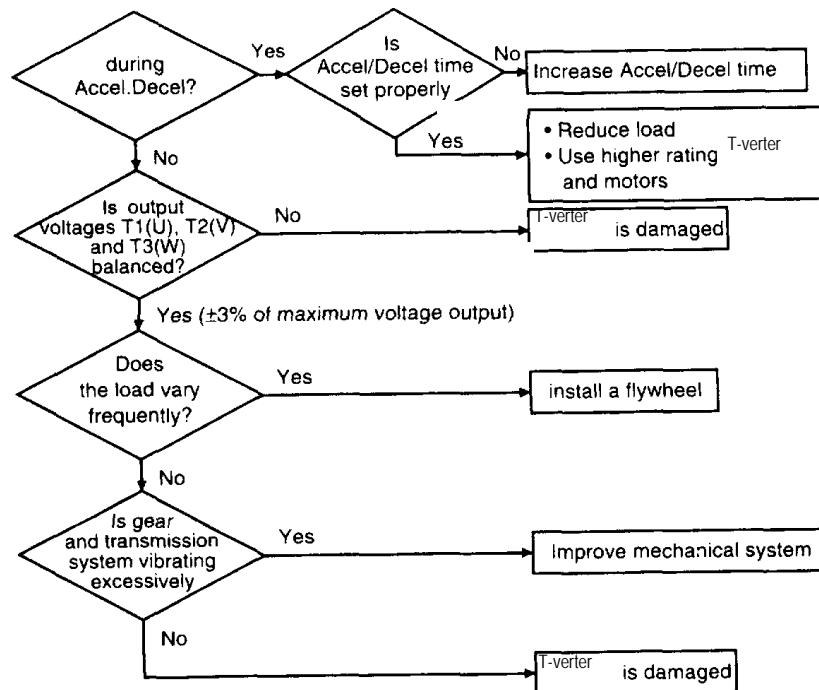 during
Accel.Decel?
Yes
Is
Accel/Decel time
set properly
No
Increase Accel/Decel time
Yes
• Reduce load
• Use higher rating T-verter
and motors
No
Is output
voltages T1(U), T2(V)
and T3(W)
balanced?
No
T-verter is damaged
Yes (±3% of maximum voltage output)
Does
the load vary
frequently?
Yes
install a flywheel
No
Is gear
and transmission
system vibrating
excessively
Yes
Improve mechanical system
No
T-verter is damaged